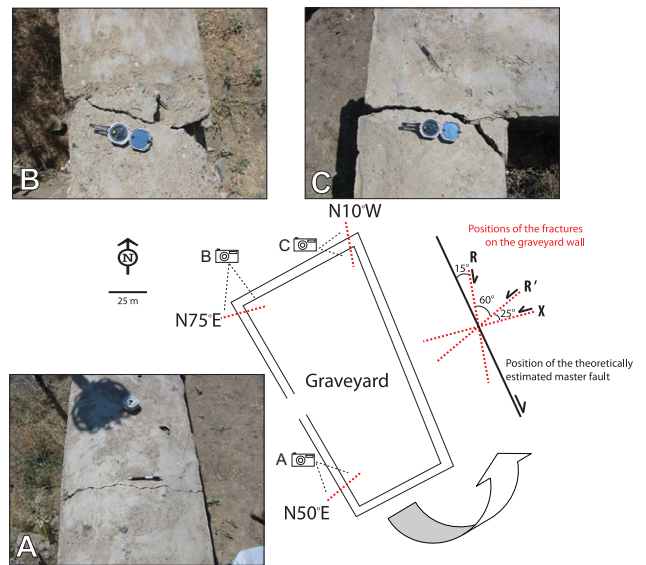 B
C
N10°W
Positions of the fractures
on the graveyard wall
R
15°
R'
60°
25°
X
N
25 m
B
C
N75°E
Graveyard
Position of the theoretically
estimated master fault
A
N50°E
A